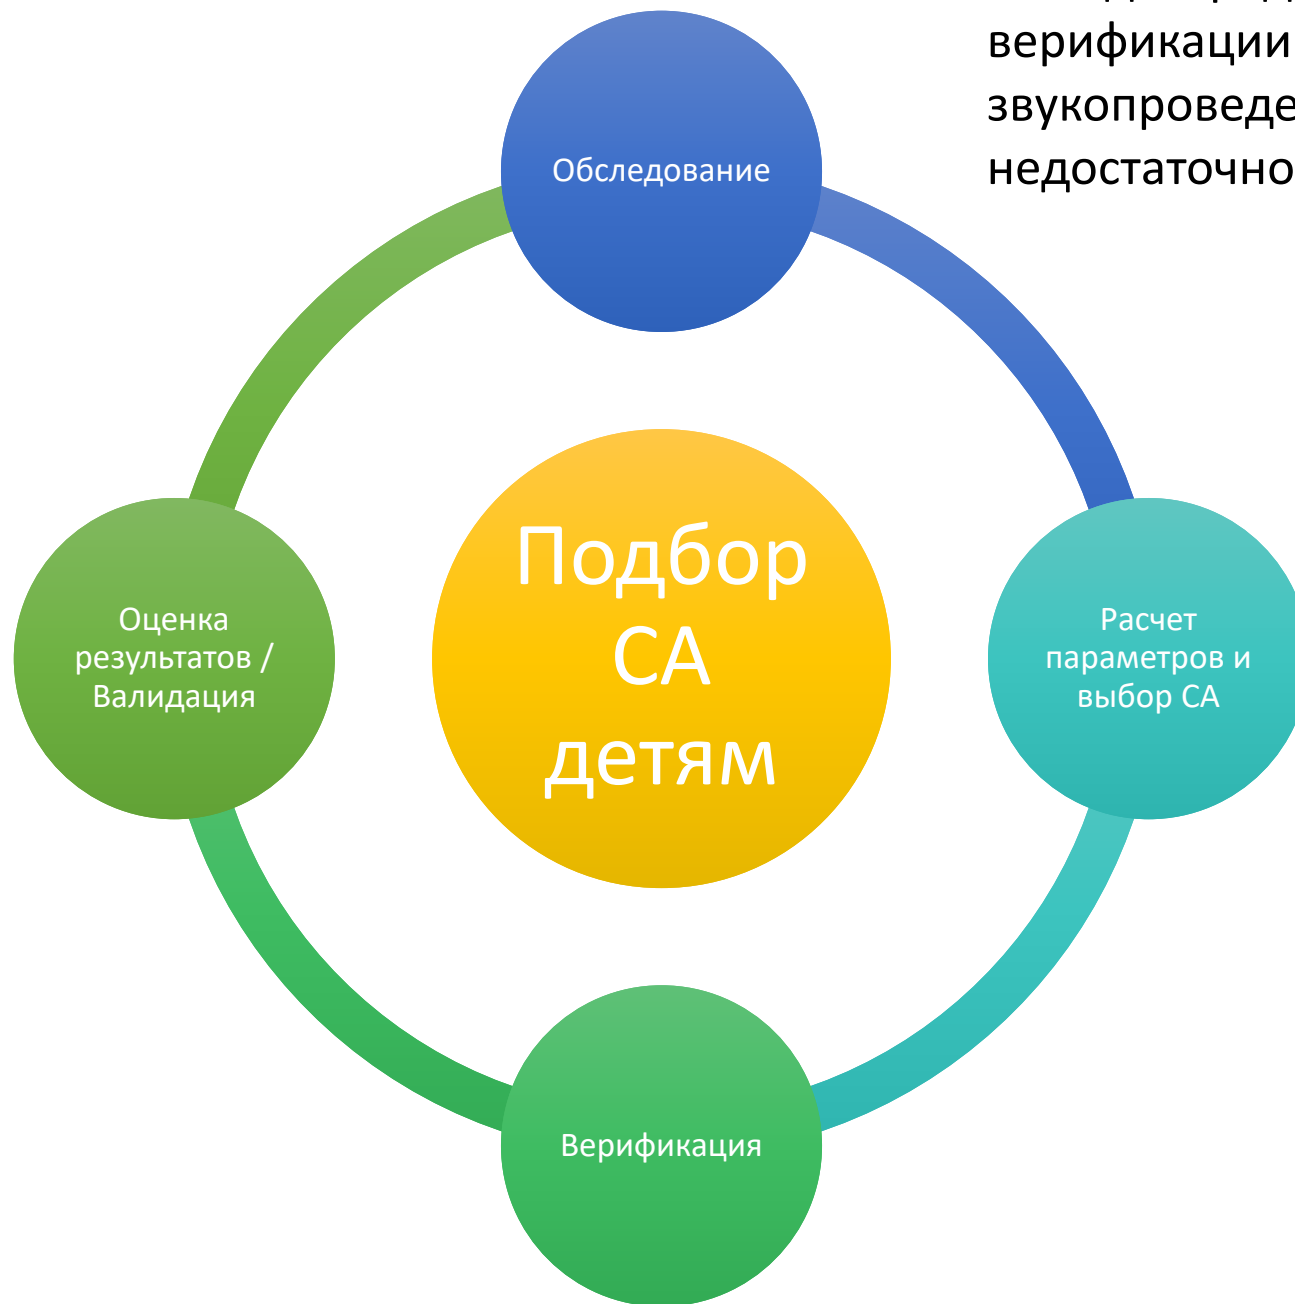 верификации
недостаточно
Обследование
Подбор
СА
детям
Расчет
параметров и
выбор СА
Верификация
Оценка
результатов /
Валидация